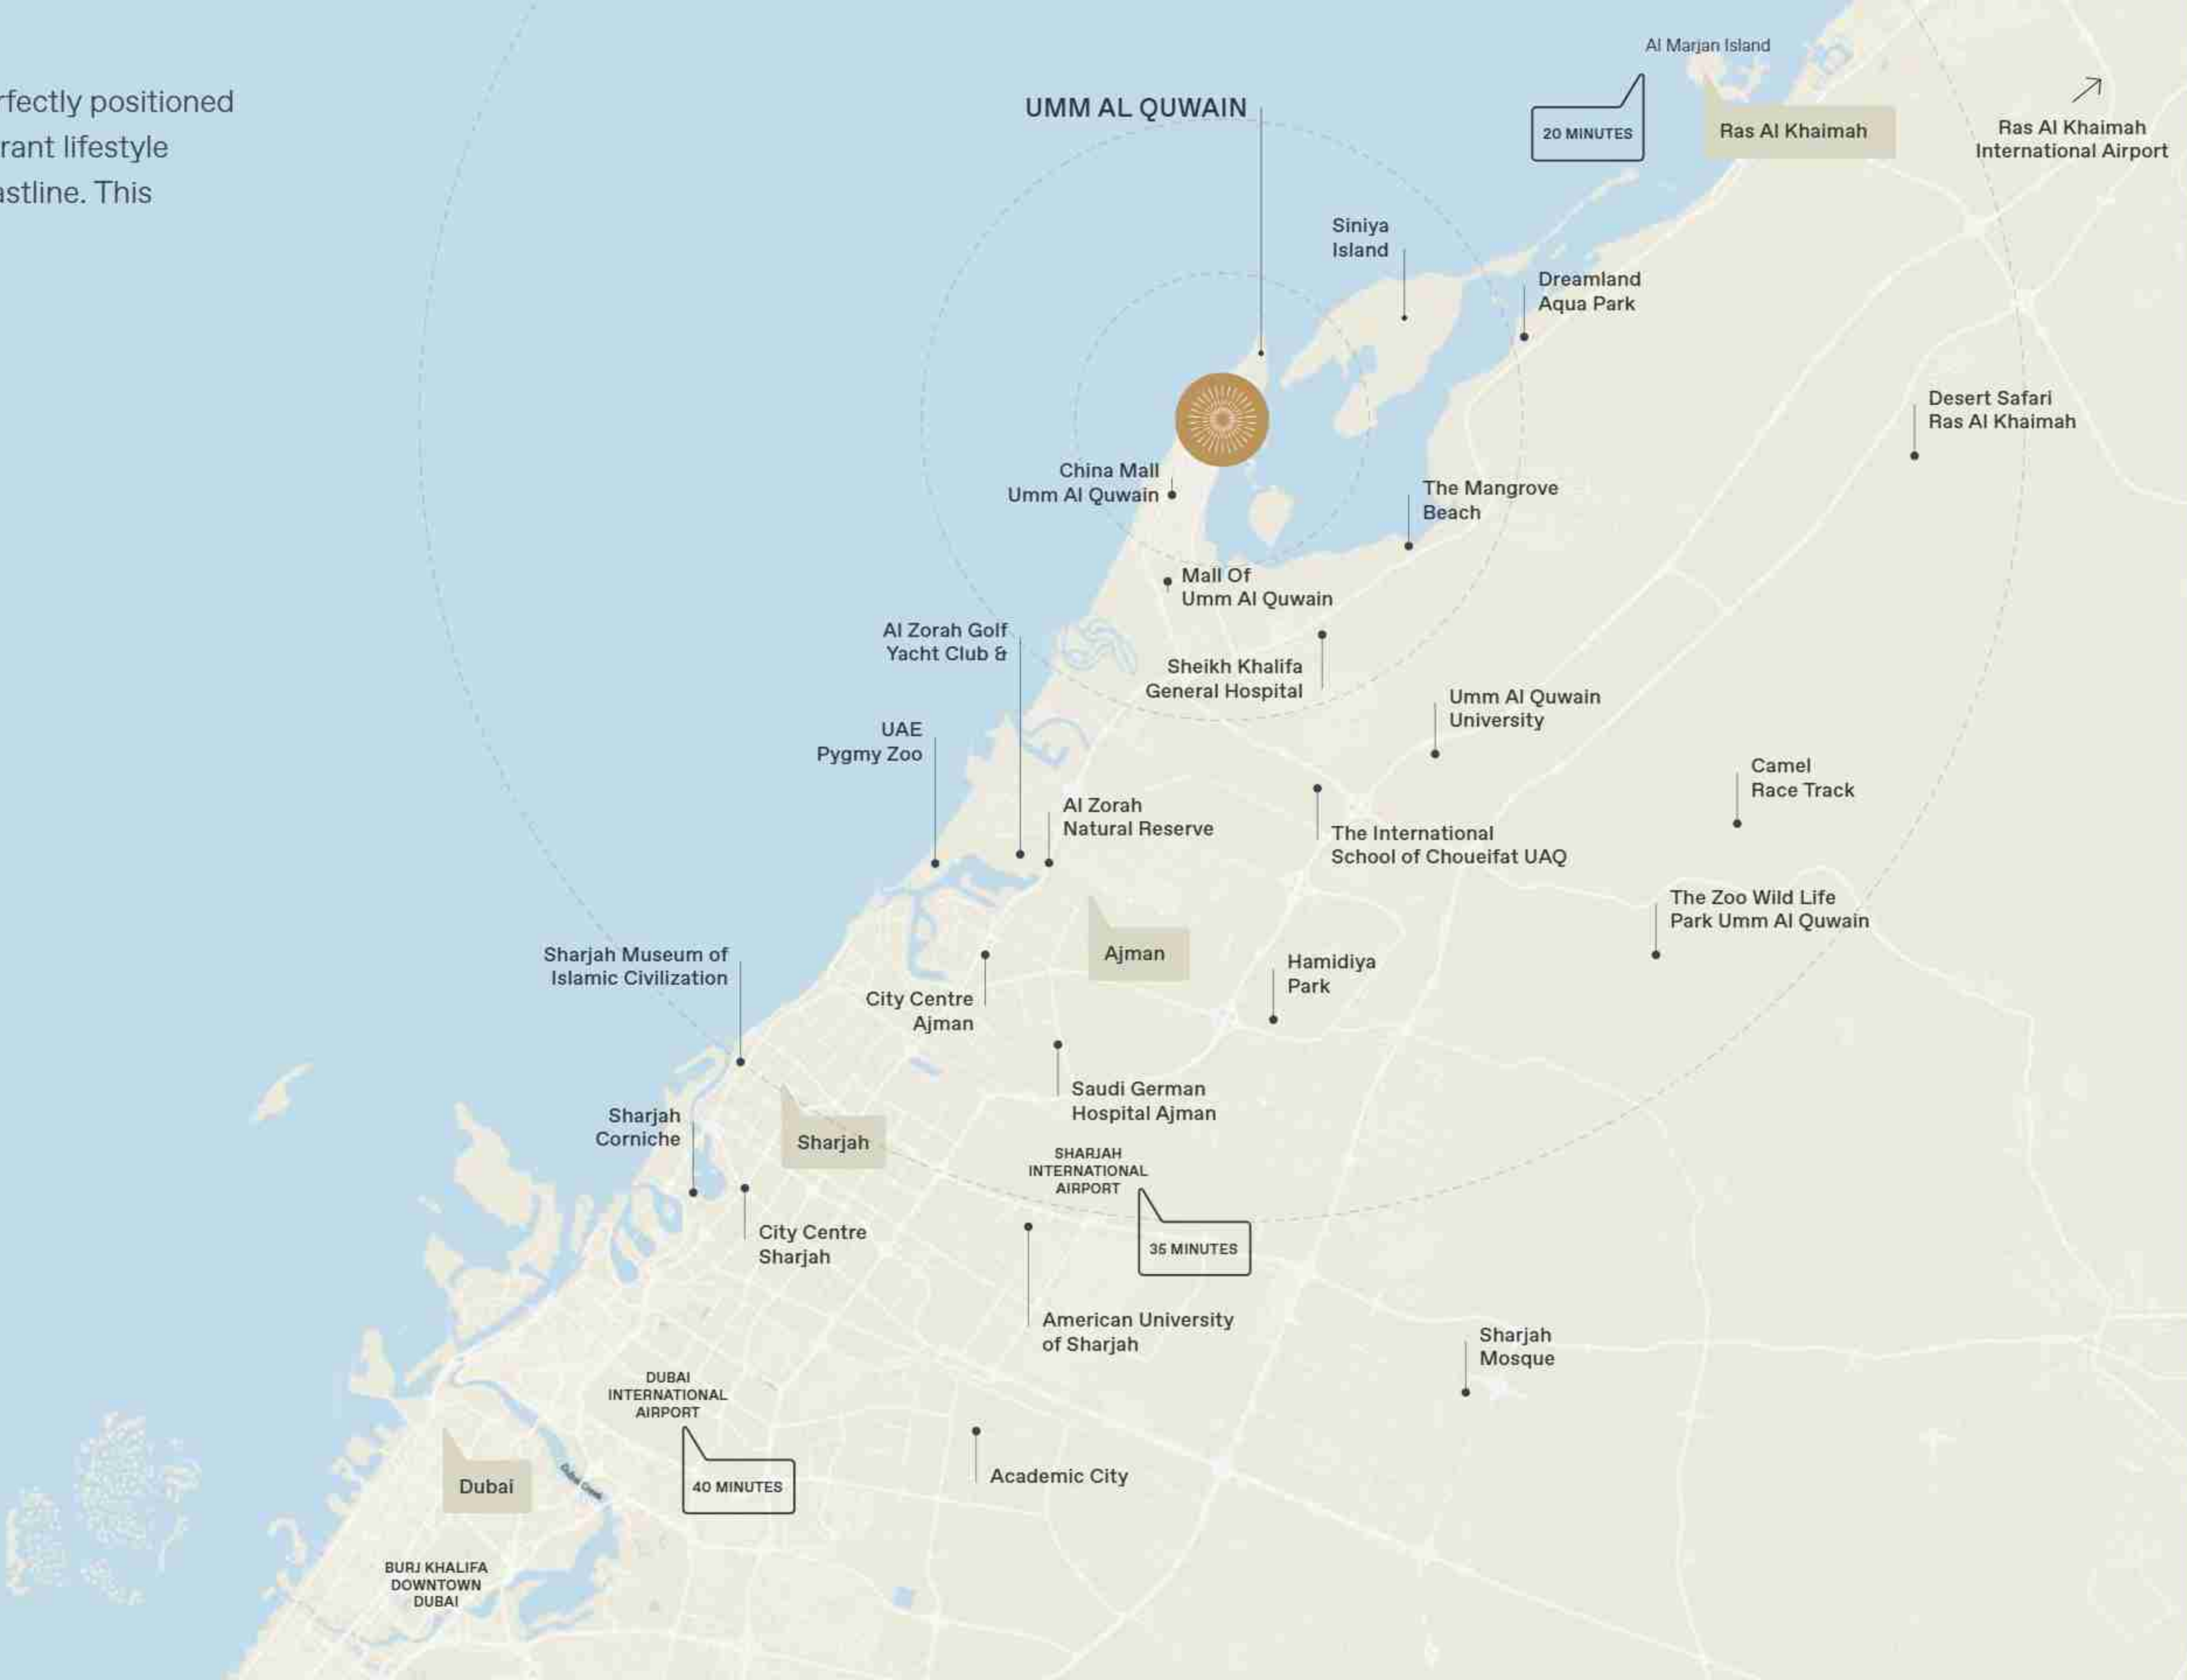 rfectly positioned
rant lifestyle
astline. This
Al Marjan Island
UMM AL QUWAIN
20 MINUTES
Ras Al Khaimah
Ras Al Khaimah
International Airport
Siniya
Island
Dreamland
Aqua Park
Desert Safari
Ras Al Khaimah
China Mall
Umm Al Quwain
The Mangrove
Beach
Mall Of
Umm Al Quwain
Al Zorah Golf
Yacht Club &
Sheikh Khalifa
General Hospital
Umm Al Quwain
University
UAE
Pygmy Zoo
Camel
Race Track
Al Zorah
Natural Reserve
The International
School of Choueifat UAQ
The Zoo Wild Life
Park Umm Al Quwain
Ajman
Sharjah Museum of
Islamic Civilization
Hamidiya
Park
City Centre
Ajman
Saudi German
Hospital Ajman
Sharjah
Corniche
Sharjah
SHARJAH
INTERNATIONAL
AIRPORT
City Centre
Sharjah
35 MINUTES
American University
of Sharjah
Sharjah
Mosque
DUBAI
INTERNATIONAL
AIRPORT
Dubai
Dubai Creek
40 MINUTES
Academic City
BURJ KHALIFA
DOWNTOWN
DUBAI